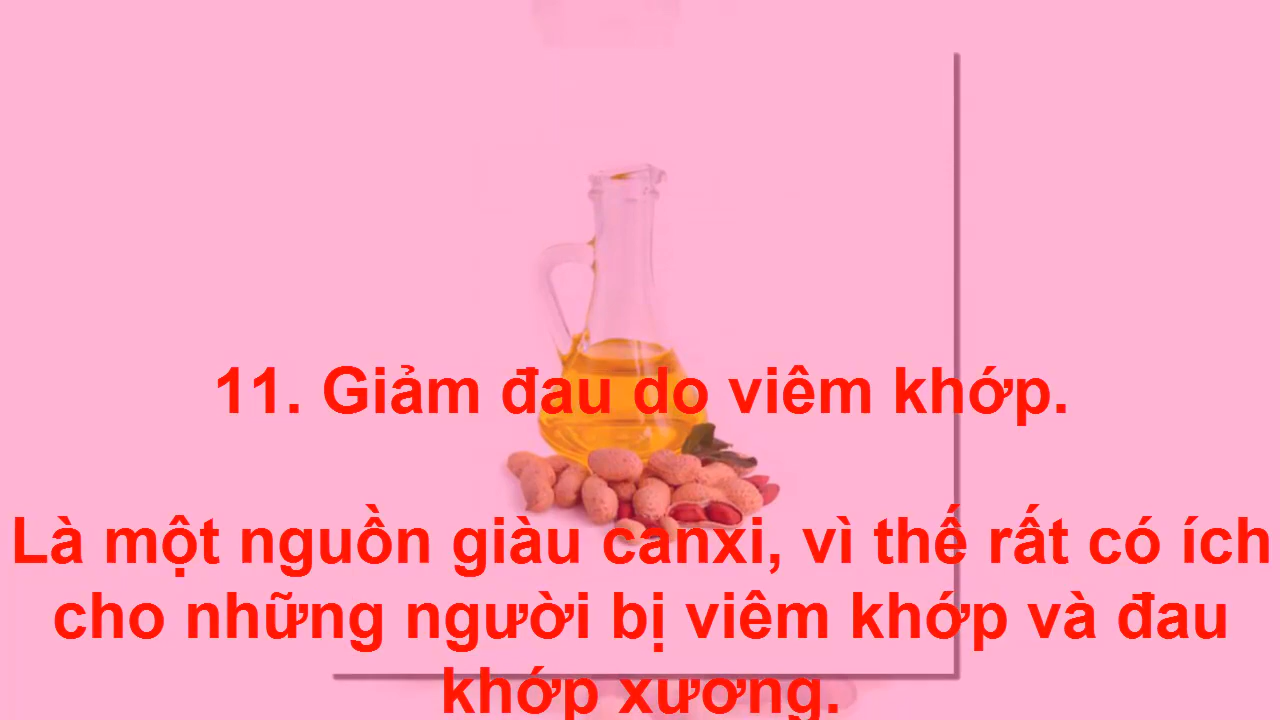 11. Giảm đau do viêm khớp.
Là một nguồn giàu canxi, vì thế rất có ích
cho những người bị viêm khớp và đau
khớp xương.